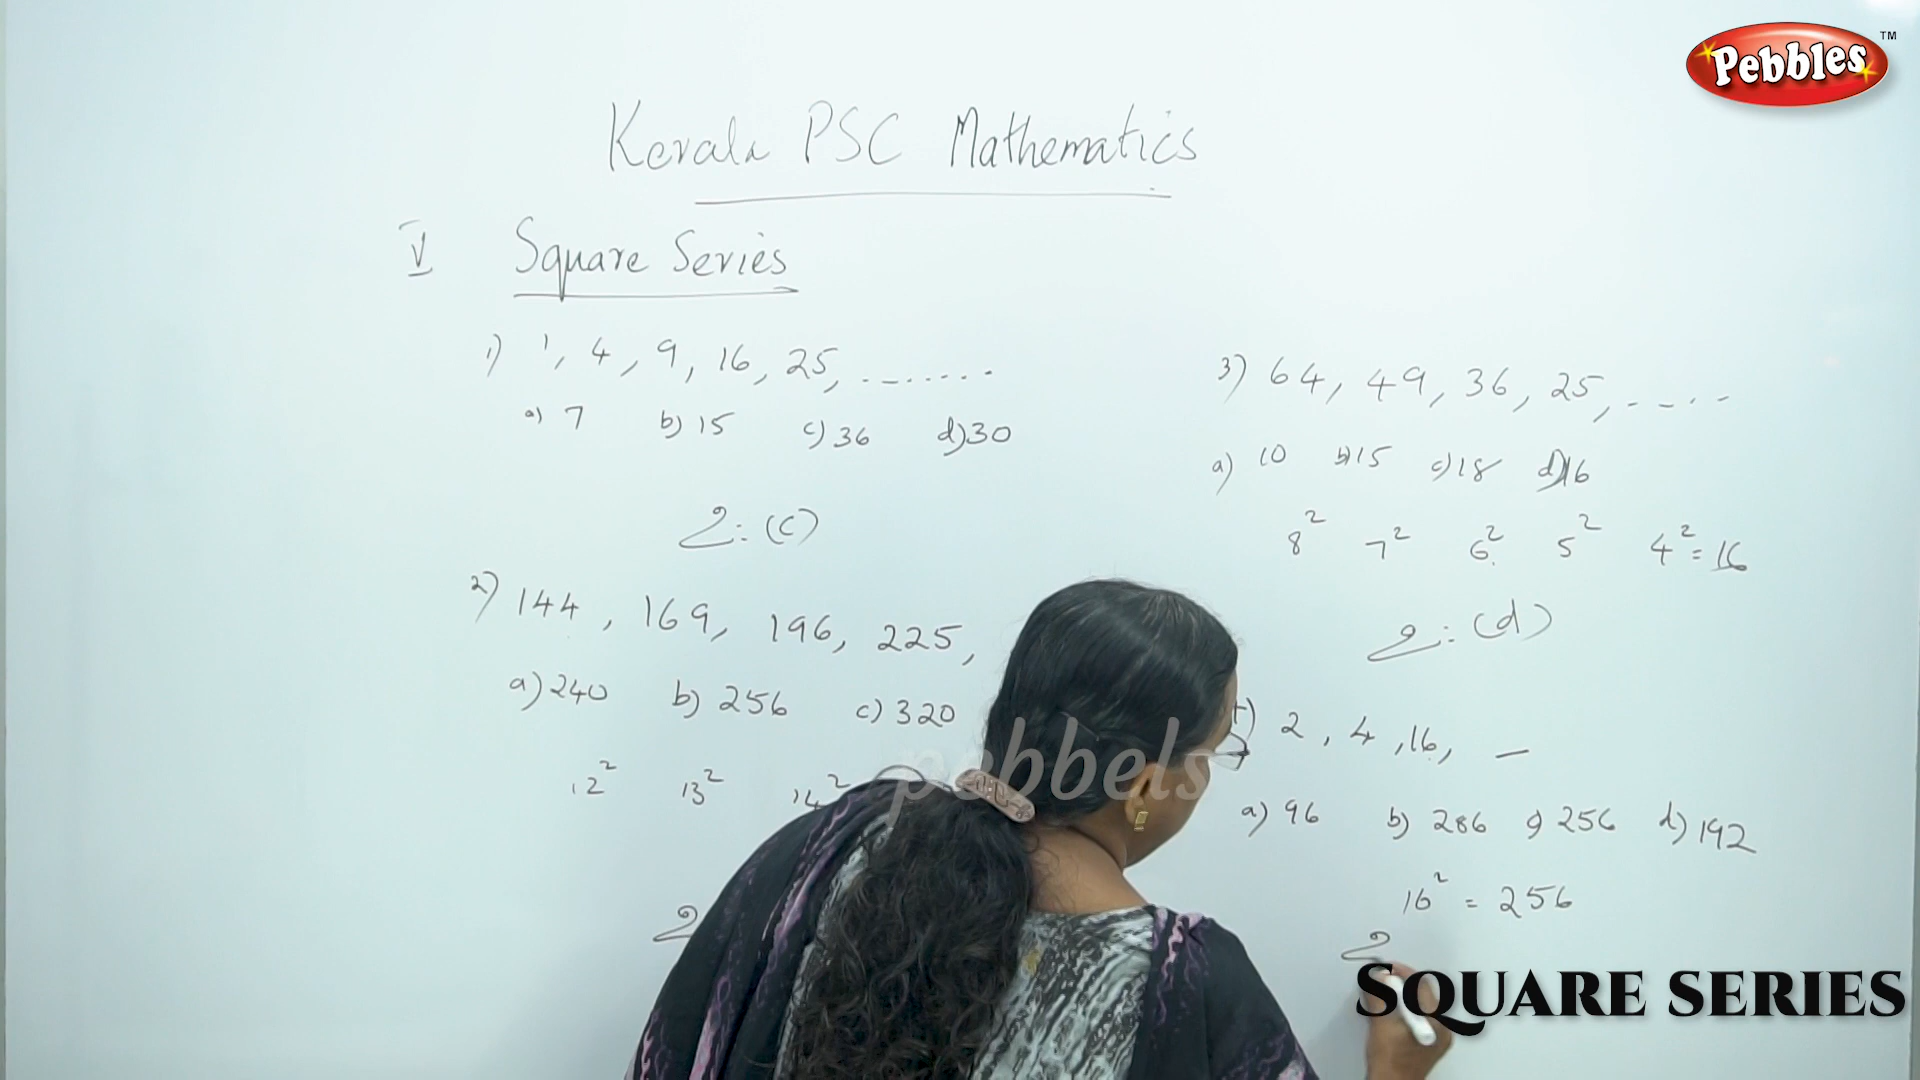 Pebbles TM
Kerala PSC Mathematics
V Square Series
1) 1, 4, 9, 16, 25, ........
a) 7 b) 15 c) 36 d) 30
ഉ: (c)
2) 144, 169, 196, 225,
a) 240 b) 256 c) 320
12² 13² 14²
ഉ
3) 64, 49, 36, 25, .....
a) 10 b) 15 c) 18 d) 16
8² 7² 6² 5² 4² = 16
ഉ: (d)
2, 4, 16, —
a) 96 b) 286 c) 256 d) 192
16² = 256
ഉ
pebbels
SQUARE SERIES